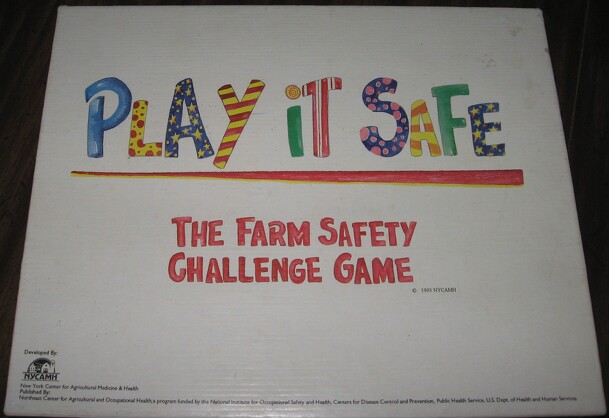 PLAY iT SAFE
THE FARM SAFETY
CHALLENGE GAME
© 1993 NYCAMH
Developed By:
NYCAMH
New York Center for Agricultural Medicine & Health
Published By:
Northeast Center for Agricultural and Occupational Health, a program funded by the National Institute for Occupational Safety and Health, Centers for Disease Control and Prevention, Public Health Service, U.S. Dept. of Health and Human Services